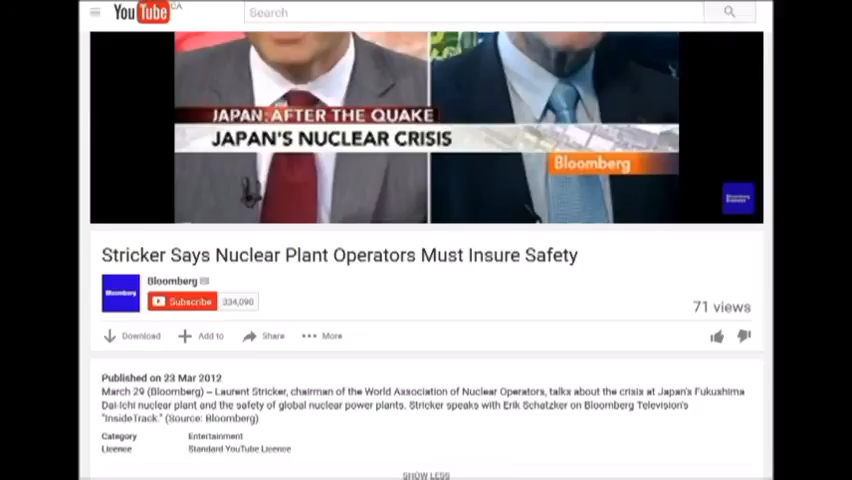 YouTube CA
Search
JAPAN: AFTER THE QUAKE
JAPAN'S NUCLEAR CRISIS
Bloomberg
Bloomberg
Stricker Says Nuclear Plant Operators Must Insure Safety
Bloomberg
Bloomberg
Subscribe 334,090
71 views
Download Add to Share More
Published on 23 Mar 2012
March 29 (Bloomberg) -- Laurent Stricker, chairman of the World Association of Nuclear Operators, talks about the crisis at Japan's Fukushima
Dai-Ichi nuclear plant and the safety of global nuclear power plants. Stricker speaks with Erik Schatzker on Bloomberg Television's
"InsideTrack." (Source: Bloomberg)
Category Entertainment
Licence Standard YouTube Licence
SHOW LESS